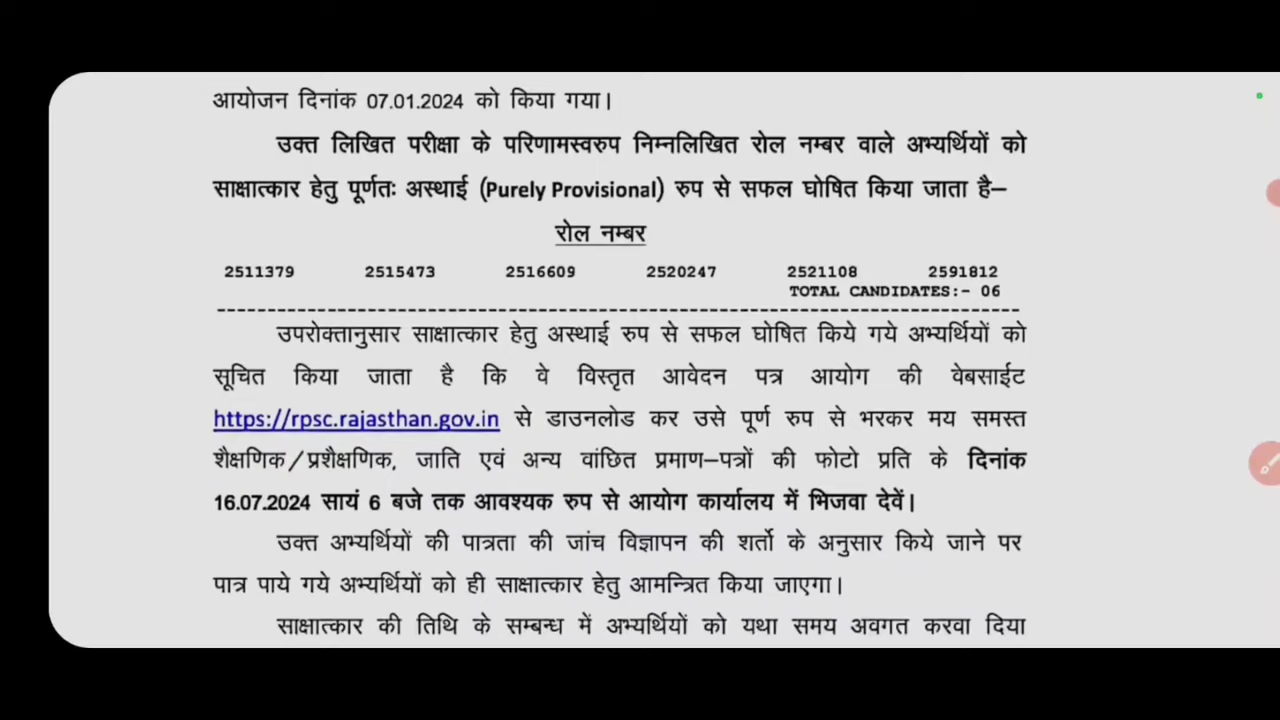 आयोजन दिनांक 07.01.2024 को किया गया।
उक्त लिखित परीक्षा के परिणामस्वरुप निम्नलिखित रोल नम्बर वाले अभ्यर्थियों को
साक्षात्कार हेतु पूर्णतः अस्थाई (Purely Provisional) रुप से सफल घोषित किया जाता है–
रोल नम्बर
2511379 2515473 2516609 2520247 2521108 2591812
TOTAL CANDIDATES:- 06
उपरोक्तानुसार साक्षात्कार हेतु अस्थाई रुप से सफल घोषित किये गये अभ्यर्थियों को
सूचित किया जाता है कि वे विस्तृत आवेदन पत्र आयोग की वेबसाईट
https://rpsc.rajasthan.gov.in से डाउनलोड कर उसे पूर्ण रुप से भरकर मय समस्त
शैक्षणिक/प्रशैक्षणिक, जाति एवं अन्य वांछित प्रमाण–पत्रों की फोटो प्रति के दिनांक
16.07.2024 सायं 6 बजे तक आवश्यक रुप से आयोग कार्यालय में भिजवा देवें।
उक्त अभ्यर्थियों की पात्रता की जांच विज्ञापन की शर्तो के अनुसार किये जाने पर
पात्र पाये गये अभ्यर्थियों को ही साक्षात्कार हेतु आमन्त्रित किया जाएगा।
साक्षात्कार की तिथि के सम्बन्ध में अभ्यर्थियों को यथा समय अवगत करवा दिया